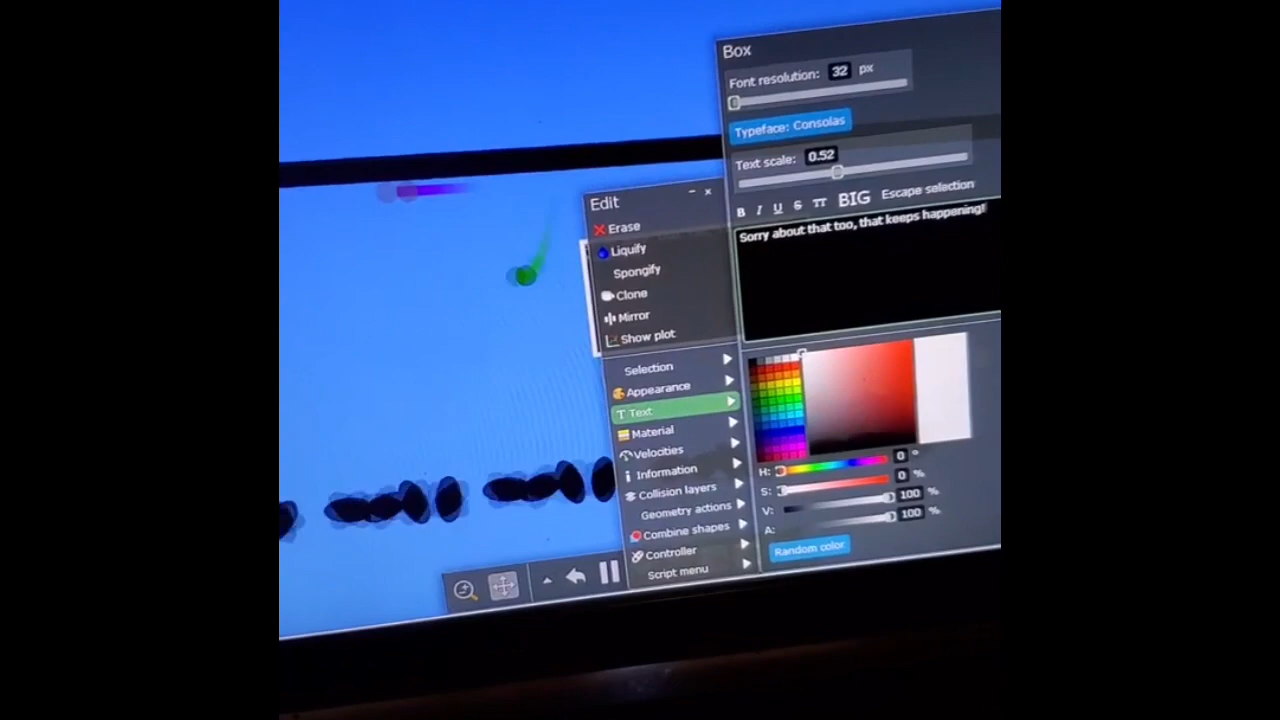 Box
Font resolution: 32 px
Typeface: Consolas
Text scale: 0.52
B I U S TT BIG Escape selection
Sorry about that too, that keeps happening!
Edit
Erase
Liquify
Spongify
Clone
Mirror
Show plot
Selection
Appearance
Text
Material
Velocities
Information
Collision layers
Geometry actions
Combine shapes
Controller
Script menu
H: 0 °
S: 0 %
V: 100 %
A: 100 %
Random color